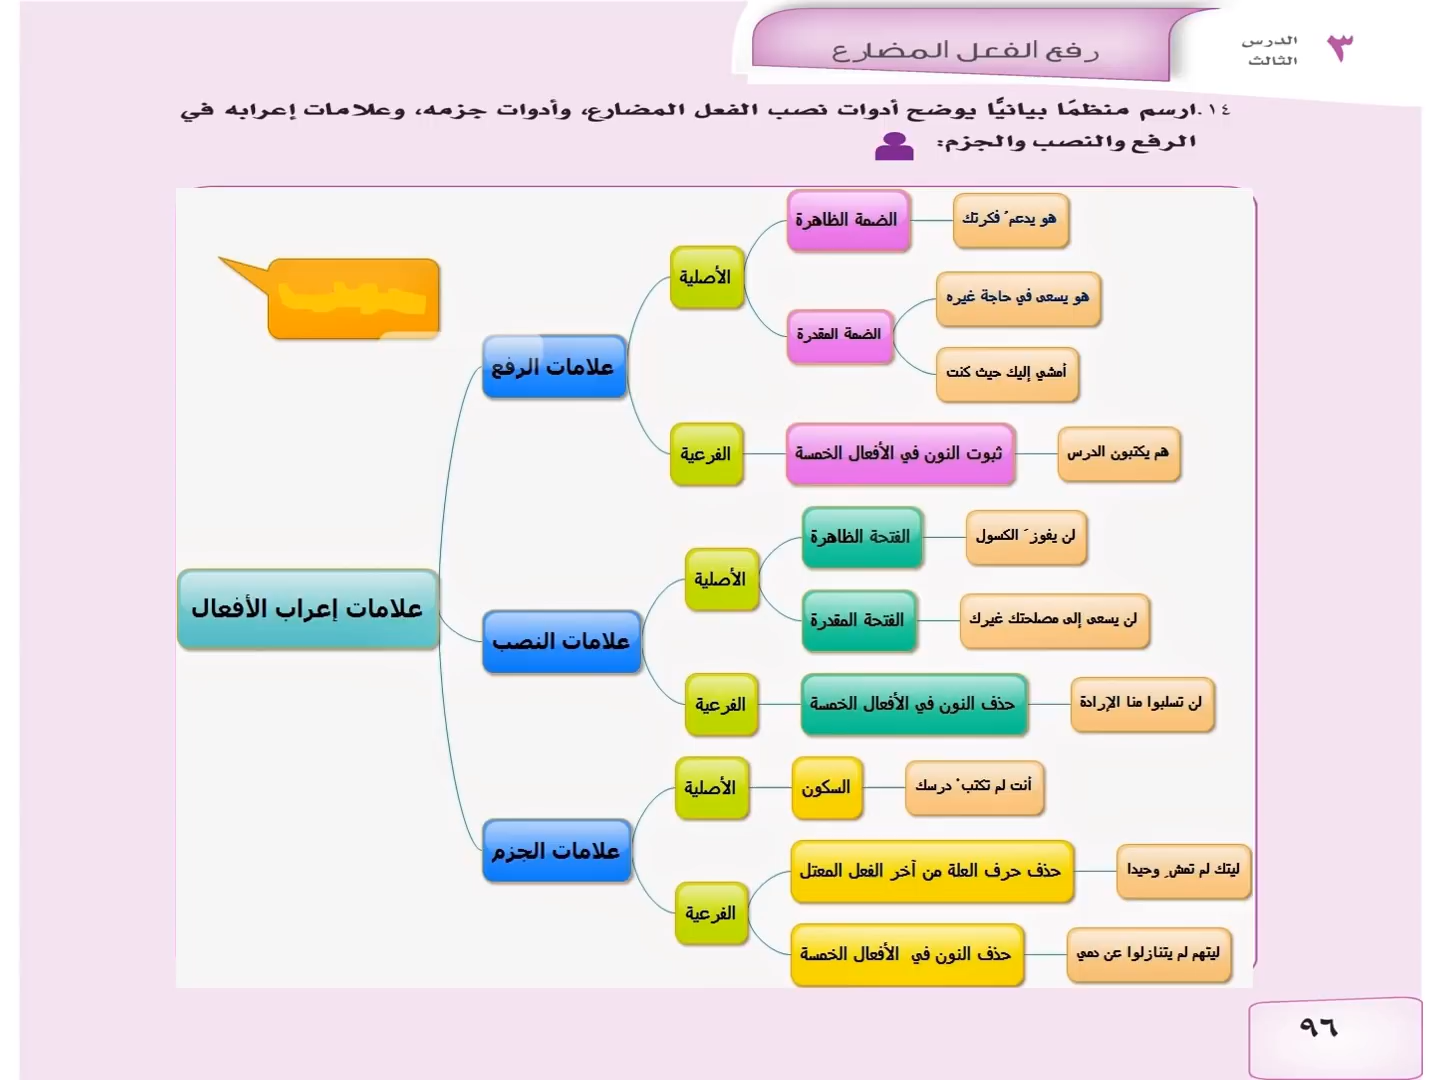 رفع الفعل المضارع
٣
الدرس
الثالث
١٤.ارسم منظمًا بيانيًّا يوضح أدوات نصب الفعل المضارع، وأدوات جزمه، وعلامات إعرابه في
الرفع والنصب والجزم:
علامات إعراب الأفعال
علامات الرفع
الأصلية
الضمة الظاهرة
هو يدعم ُ فكرتك
الضمة المقدرة
هو يسعى في حاجة غيره
أمشي إليك حيث كنت
الفرعية
ثبوت النون في الأفعال الخمسة
هم يكتبون الدرس
علامات النصب
الأصلية
الفتحة الظاهرة
لن يفوز َ الكسول
الفتحة المقدرة
لن يسعى إلى مصلحتك غيرك
الفرعية
حذف النون في الأفعال الخمسة
لن تسلبوا منا الإرادة
علامات الجزم
الأصلية
السكون
أنت لم تكتب ْ درسك
الفرعية
حذف حرف العلة من آخر الفعل المعتل
ليتك لم تمش ِ وحيدا
حذف النون في الأفعال الخمسة
ليتهم لم يتنازلوا عن دمي
٩٦